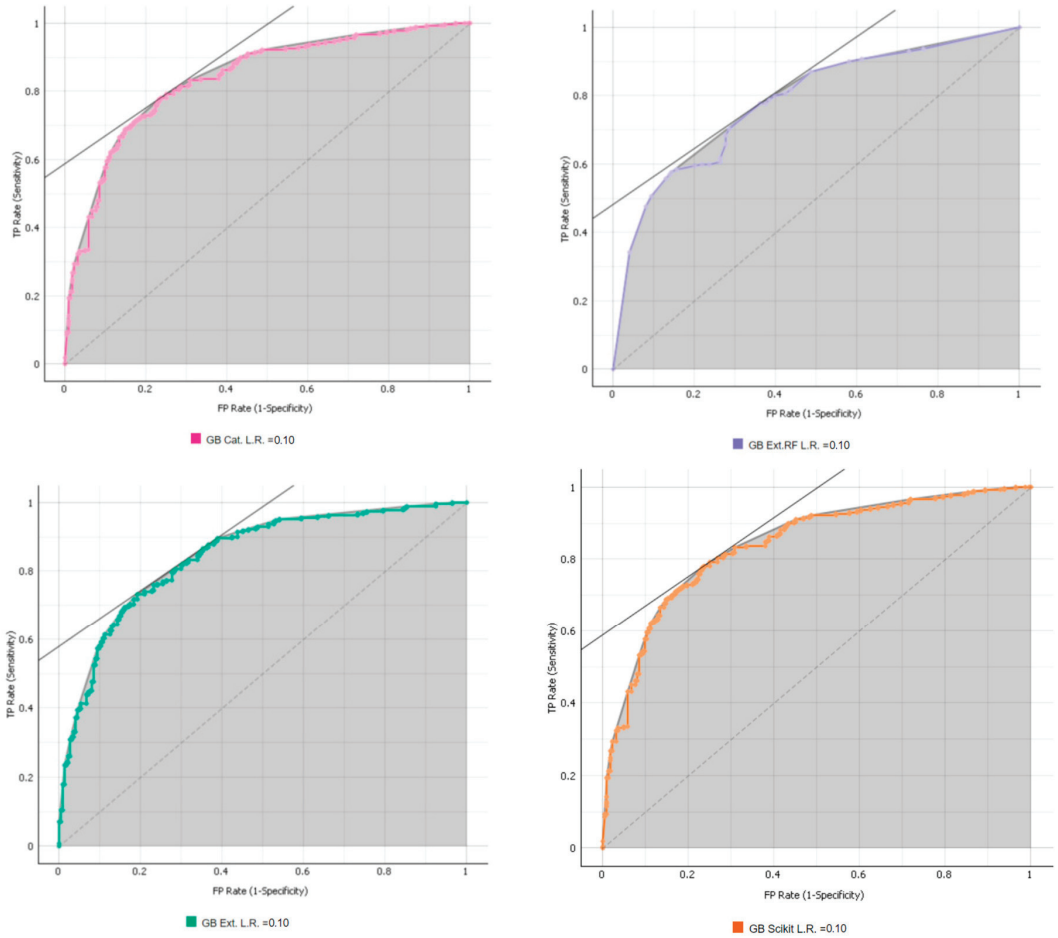 1
0.8
0.6
0.4
0.2
0
TP Rate (Sensitivity)
0 0.2 0.4 0.6 0.8 1
FP Rate (1-Specificity)
GB Cat. L.R. =0.10
1
0.8
0.6
0.4
0.2
0
TP Rate (Sensitivity)
0 0.2 0.4 0.6 0.8 1
FP Rate (1-Specificity)
GB Ext.RF L.R. =0.10
1
0.8
0.6
0.4
0.2
0
TP Rate (Sensitivity)
0 0.2 0.4 0.6 0.8 1
FP Rate (1-Specificity)
GB Ext. L.R. =0.10
1
0.8
0.6
0.4
0.2
0
TP Rate (Sensitivity)
0 0.2 0.4 0.6 0.8 1
FP Rate (1-Specificity)
GB Scikit L.R. =0.10